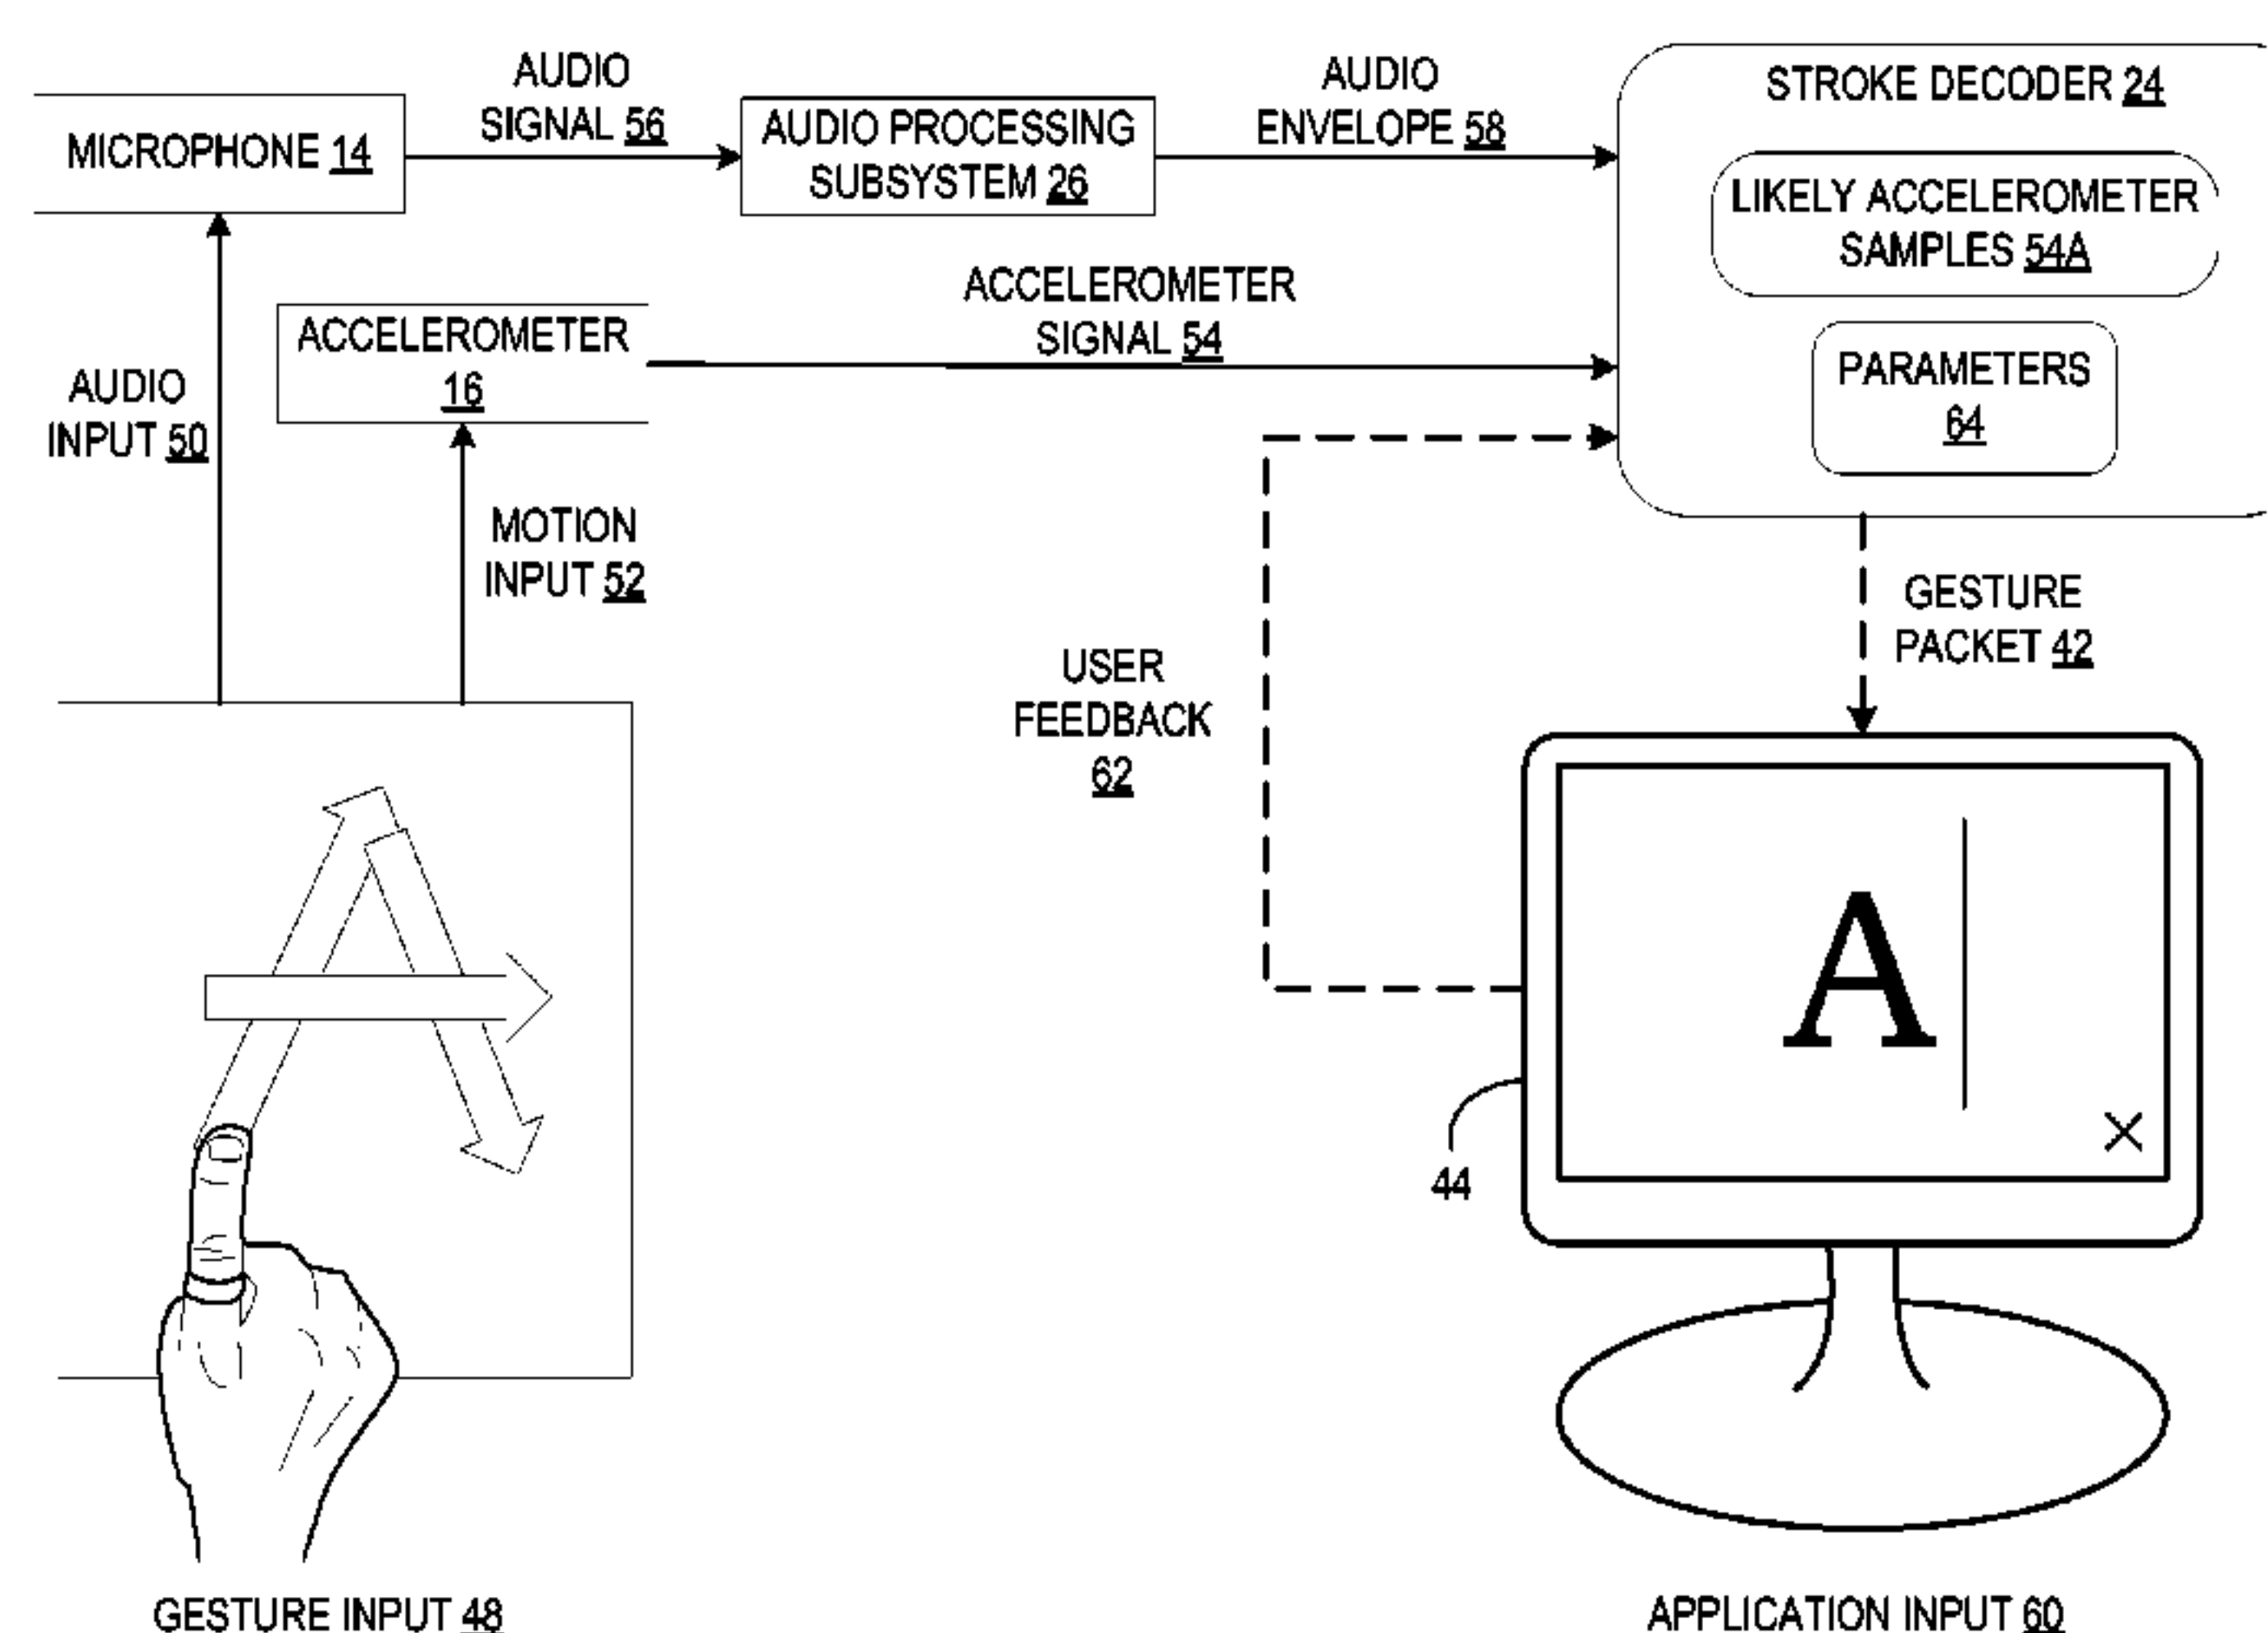 AUDIO
SIGNAL 56
MICROPHONE 14
AUDIO PROCESSING
SUBSYSTEM 26
AUDIO
ENVELOPE 58
STROKE DECODER 24
LIKELY ACCELEROMETER
SAMPLES 54A
PARAMETERS
64
ACCELEROMETER
SIGNAL 54
ACCELEROMETER
16
AUDIO
INPUT 50
MOTION
INPUT 52
USER
FEEDBACK
62
GESTURE
PACKET 42
A
44
GESTURE INPUT 48
APPLICATION INPUT 60